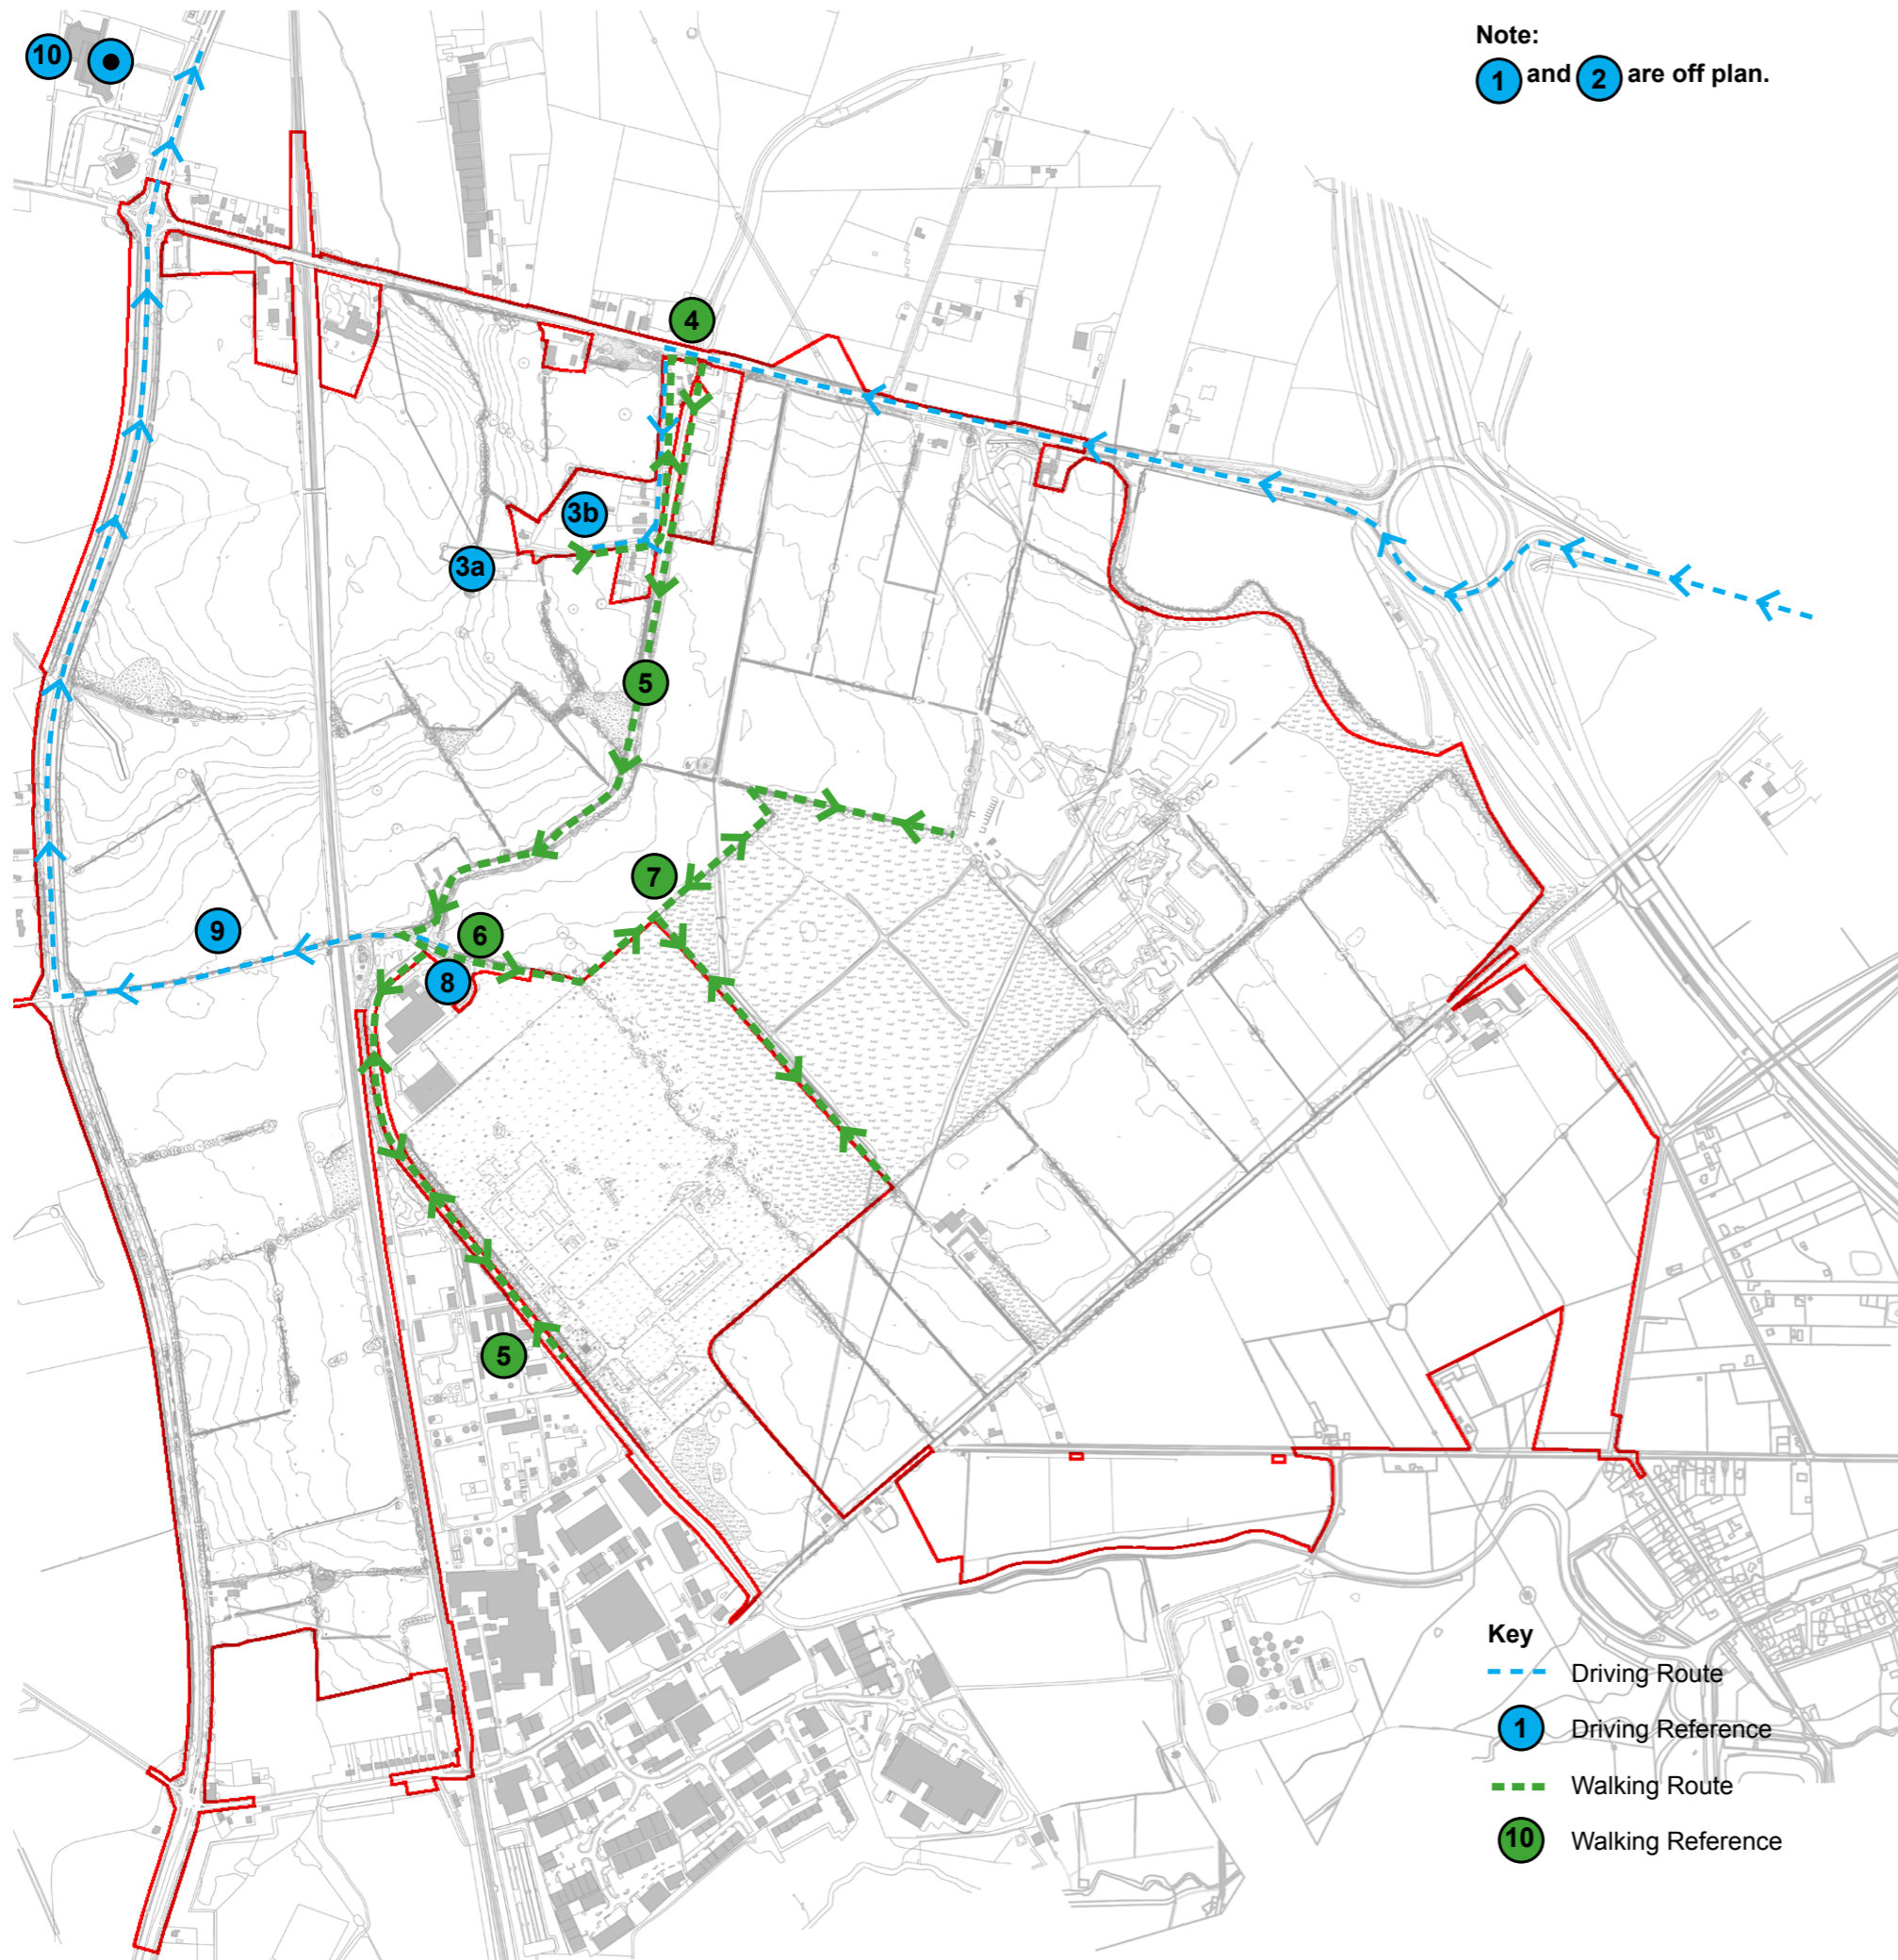 Note:
1 and 2 are off plan.
10
4
3b
3a
5
7
9
6
8
5
Key
Driving Route
1 Driving Reference
Walking Route
10 Walking Reference